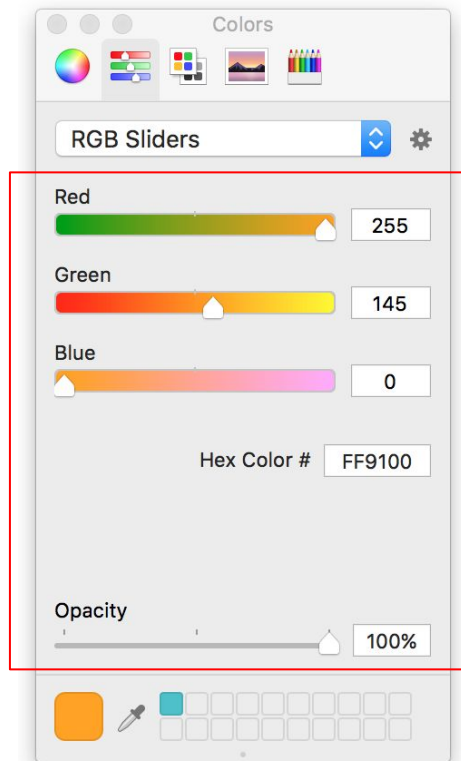 Colors
RGB Sliders
Red
255
Green
145
Blue
0
Hex Color # FF9100
Opacity
100%